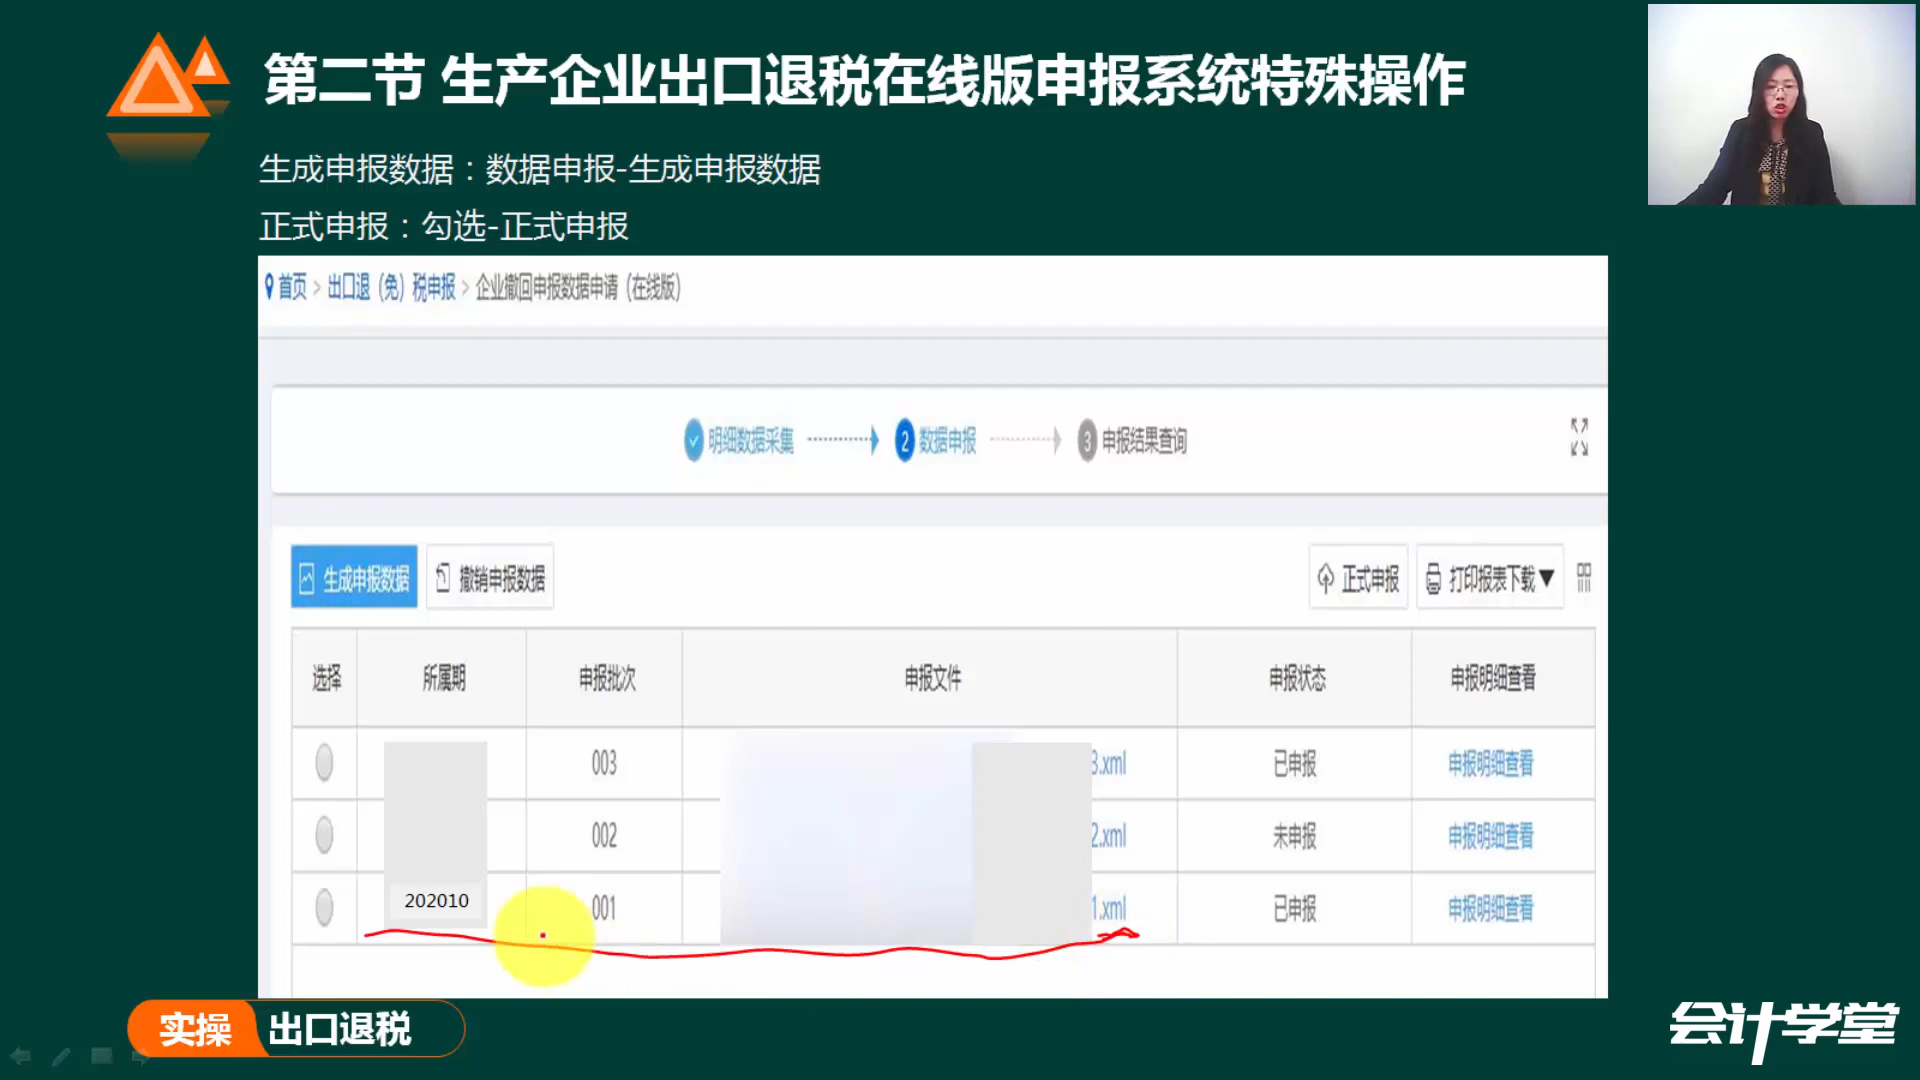 第二节 生产企业出口退税在线版申报系统特殊操作
生成申报数据：数据申报-生成申报数据
正式申报：勾选-正式申报
首页 > 出口退（免）税申报 > 企业撤回申报数据申请（在线版）
明细数据采集 2 数据申报 3 申报结果查询
生成申报数据 撤销申报数据 正式申报 打印报表下载
选择 所属期 申报批次 申报文件 申报状态 申报明细查看
003 3.xml 已申报 申报明细查看
002 2.xml 未申报 申报明细查看
202010 001 1.xml 已申报 申报明细查看
实操 出口退税
会计学堂